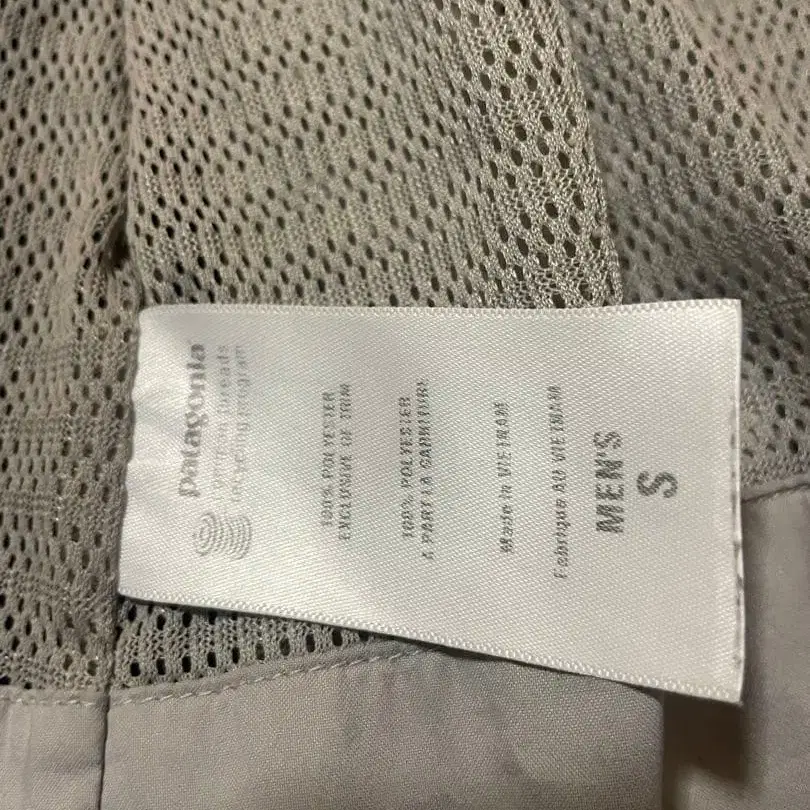 patagonia
common threads
recycling program
100% POLYESTER
EXCLUSIVE OF TRIM
100% POLYESTER
A PART LA GARNITURE
Made in VIETNAM
Fabrique AU VIETNAM
MEN'S
S